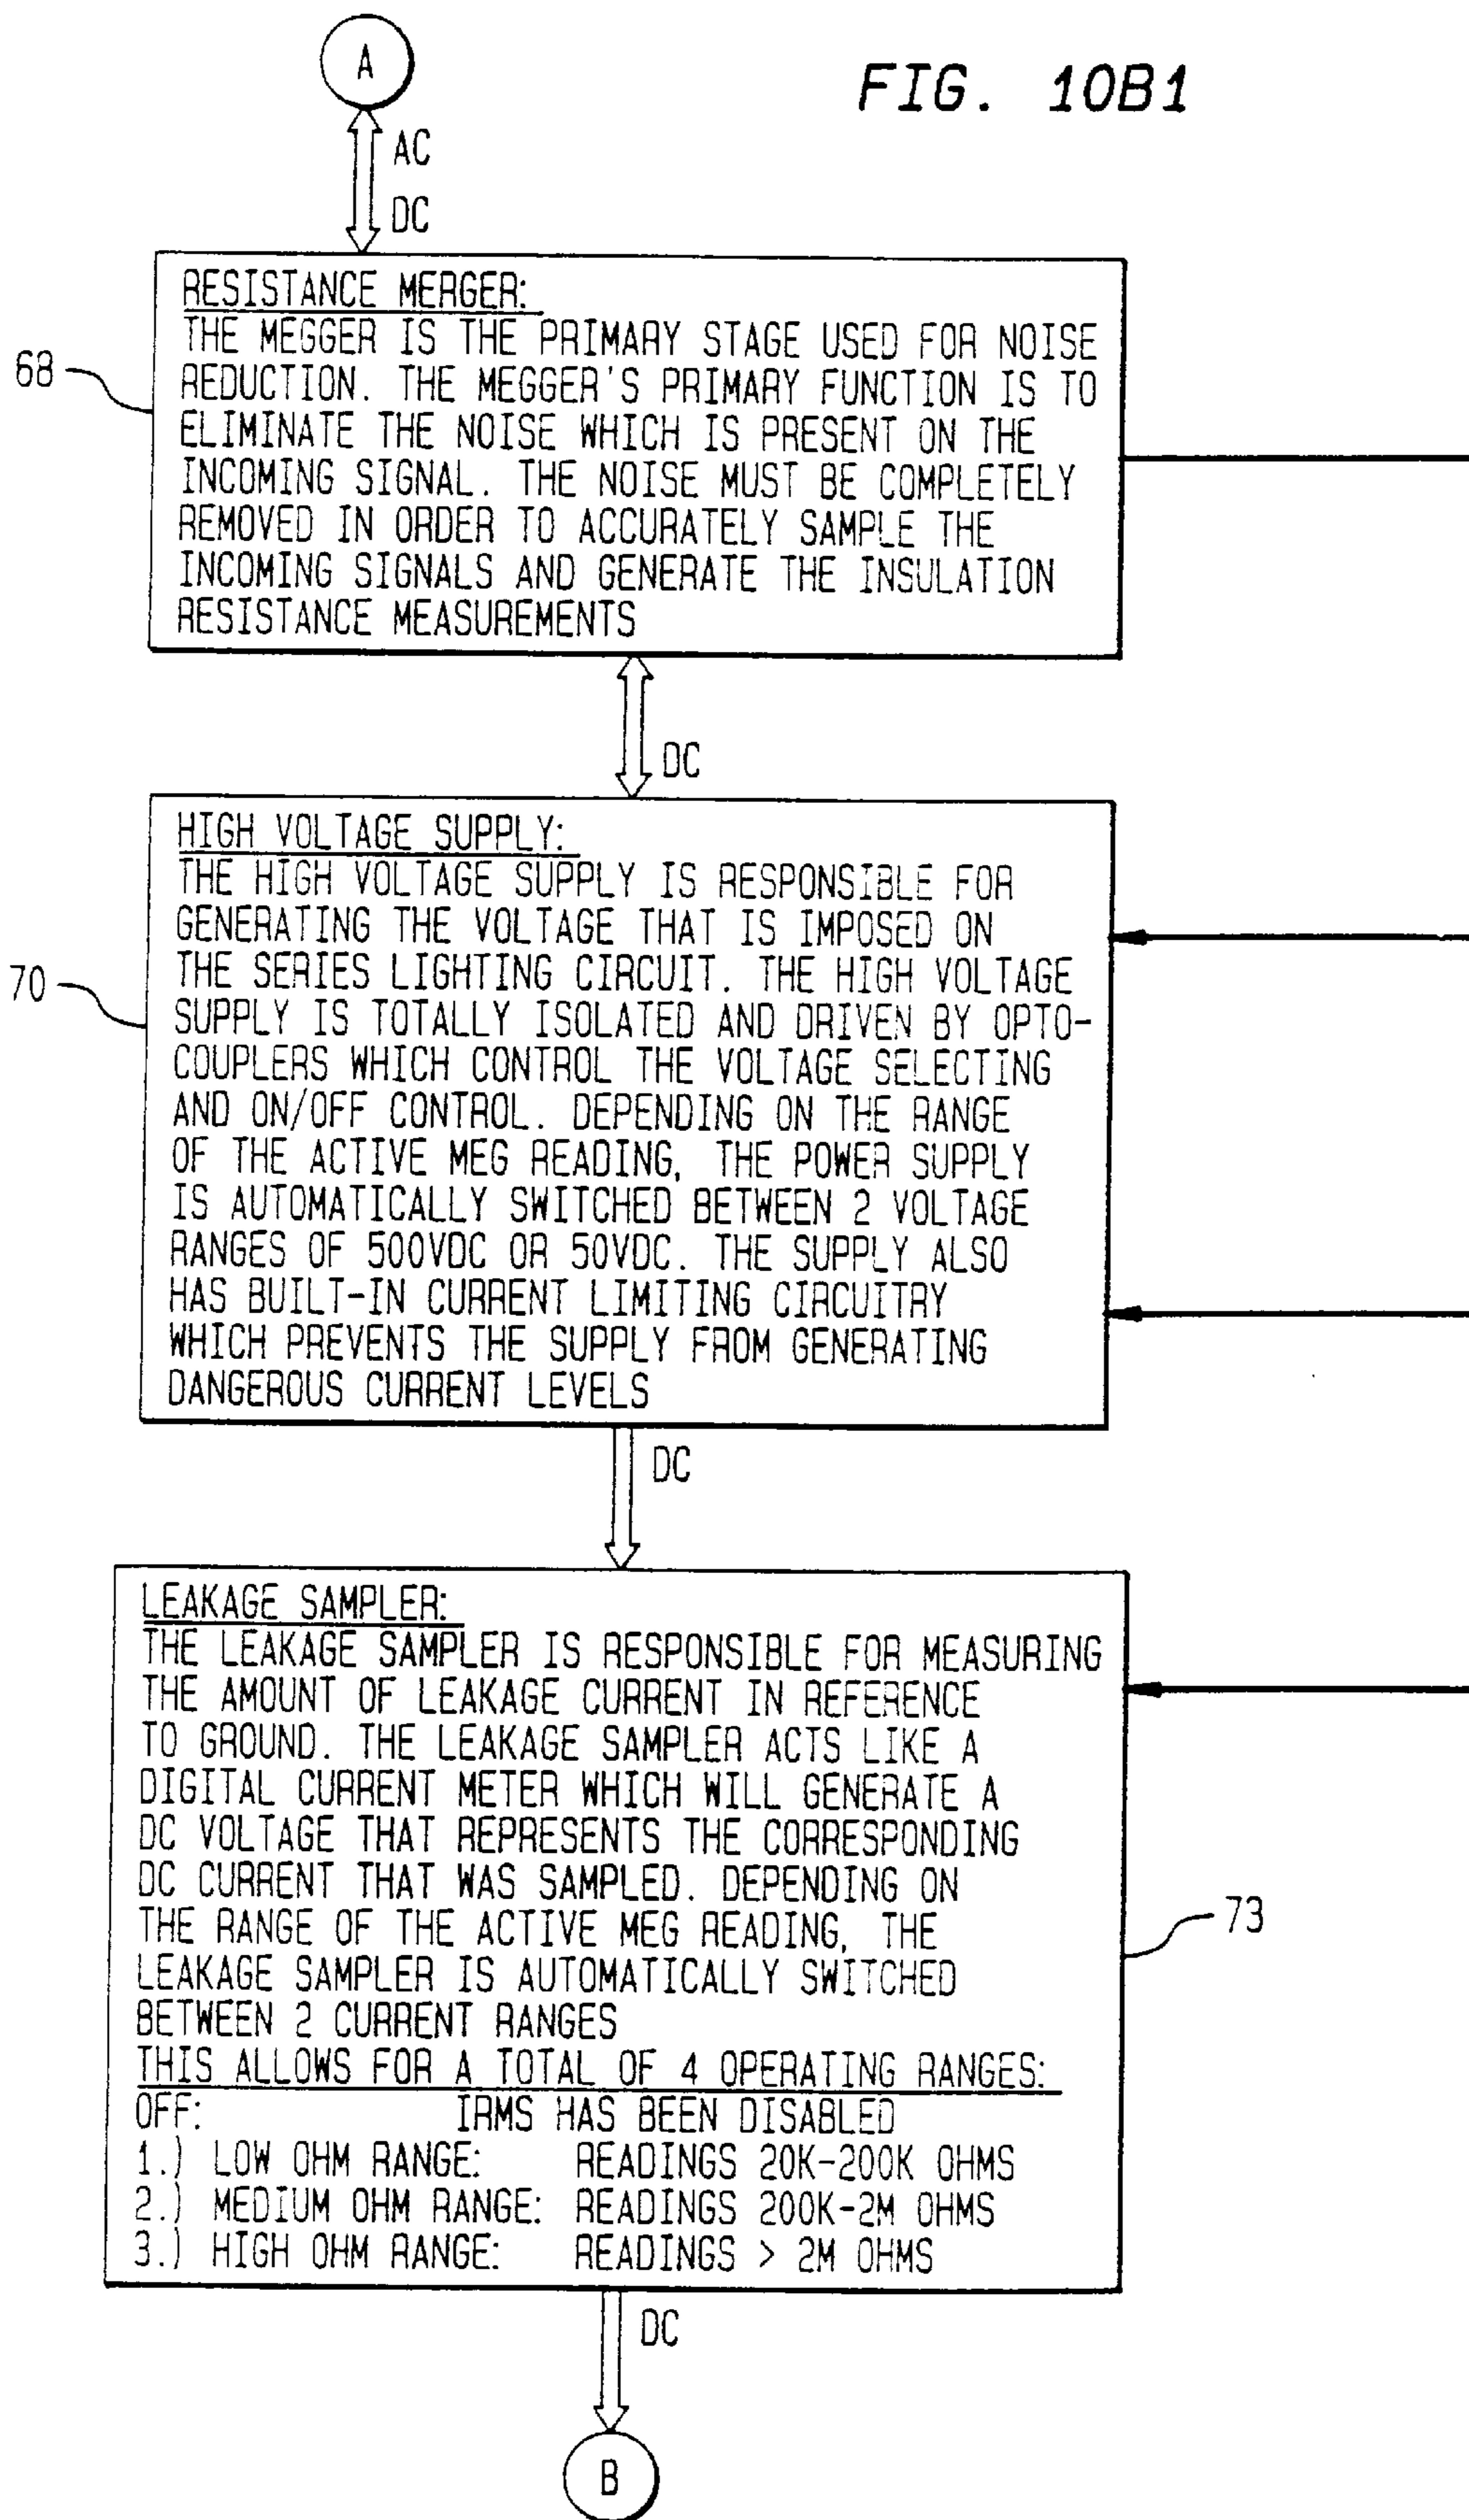 FIG. 10B1
A
AC
DC
RESISTANCE MERGER:
THE MEGGER IS THE PRIMARY STAGE USED FOR NOISE
REDUCTION. THE MEGGER'S PRIMARY FUNCTION IS TO
ELIMINATE THE NOISE WHICH IS PRESENT ON THE
INCOMING SIGNAL. THE NOISE MUST BE COMPLETELY
REMOVED IN ORDER TO ACCURATELY SAMPLE THE
INCOMING SIGNALS AND GENERATE THE INSULATION
RESISTANCE MEASUREMENTS
68
DC
HIGH VOLTAGE SUPPLY:
THE HIGH VOLTAGE SUPPLY IS RESPONSIBLE FOR
GENERATING THE VOLTAGE THAT IS IMPOSED ON
THE SERIES LIGHTING CIRCUIT. THE HIGH VOLTAGE
SUPPLY IS TOTALLY ISOLATED AND DRIVEN BY OPTO-
COUPLERS WHICH CONTROL THE VOLTAGE SELECTING
AND ON/OFF CONTROL. DEPENDING ON THE RANGE
OF THE ACTIVE MEG READING, THE POWER SUPPLY
IS AUTOMATICALLY SWITCHED BETWEEN 2 VOLTAGE
RANGES OF 500VDC OR 50VDC. THE SUPPLY ALSO
HAS BUILT-IN CURRENT LIMITING CIRCUITRY
WHICH PREVENTS THE SUPPLY FROM GENERATING
DANGEROUS CURRENT LEVELS
70
DC
LEAKAGE SAMPLER:
THE LEAKAGE SAMPLER IS RESPONSIBLE FOR MEASURING
THE AMOUNT OF LEAKAGE CURRENT IN REFERENCE
TO GROUND. THE LEAKAGE SAMPLER ACTS LIKE A
DIGITAL CURRENT METER WHICH WILL GENERATE A
DC VOLTAGE THAT REPRESENTS THE CORRESPONDING
DC CURRENT THAT WAS SAMPLED. DEPENDING ON
THE RANGE OF THE ACTIVE MEG READING, THE
LEAKAGE SAMPLER IS AUTOMATICALLY SWITCHED
BETWEEN 2 CURRENT RANGES
THIS ALLOWS FOR A TOTAL OF 4 OPERATING RANGES:
OFF: IRMS HAS BEEN DISABLED
1.) LOW OHM RANGE: READINGS 20K-200K OHMS
2.) MEDIUM OHM RANGE: READINGS 200K-2M OHMS
3.) HIGH OHM RANGE: READINGS > 2M OHMS
73
DC
B